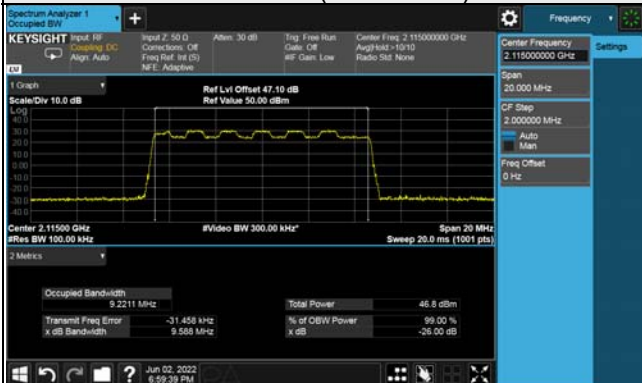 Spectrum Analyzer 1
Occupied BW
+
Frequency
KEYSIGHT
Input: RF
Coupling: DC
Align: Auto
Input Z: 50 Ω
Corrections: Off
Freq Ref: Int (S)
NFE: Adaptive
Atten: 30 dB
Trig: Free Run
Gate: Off
#IF Gain: Low
Center Freq: 2.115000000 GHz
Avg|Hold:>10/10
Radio Std: None
LXI
Center Frequency
2.115000000 GHz
Settings
Span
20.000 MHz
CF Step
2.000000 MHz
Auto
Man
Freq Offset
0 Hz
1 Graph
Scale/Div 10.0 dB
Ref Lvl Offset 47.10 dB
Ref Value 50.00 dBm
Log
40.0
30.0
20.0
10.0
0.00
-10.0
-20.0
-30.0
-40.0
Center 2.11500 GHz
#Res BW 100.00 kHz
#Video BW 300.00 kHz*
Span 20 MHz
Sweep 20.0 ms (1001 pts)
2 Metrics
Occupied Bandwidth
9.2211 MHz
Total Power 46.8 dBm
Transmit Freq Error -31.458 kHz
% of OBW Power 99.00 %
x dB Bandwidth 9.588 MHz
x dB -26.00 dB
?
Jun 02, 2022
6:59:39 PM